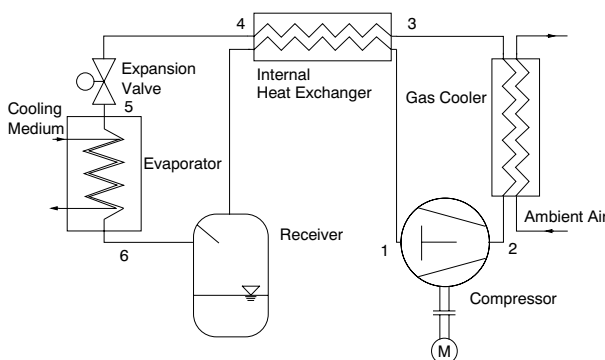 4
3
Expansion
Valve
5
Internal
Heat Exchanger
Gas Cooler
Cooling
Medium
Evaporator
6
Receiver
1
2
Ambient Air
Compressor
M